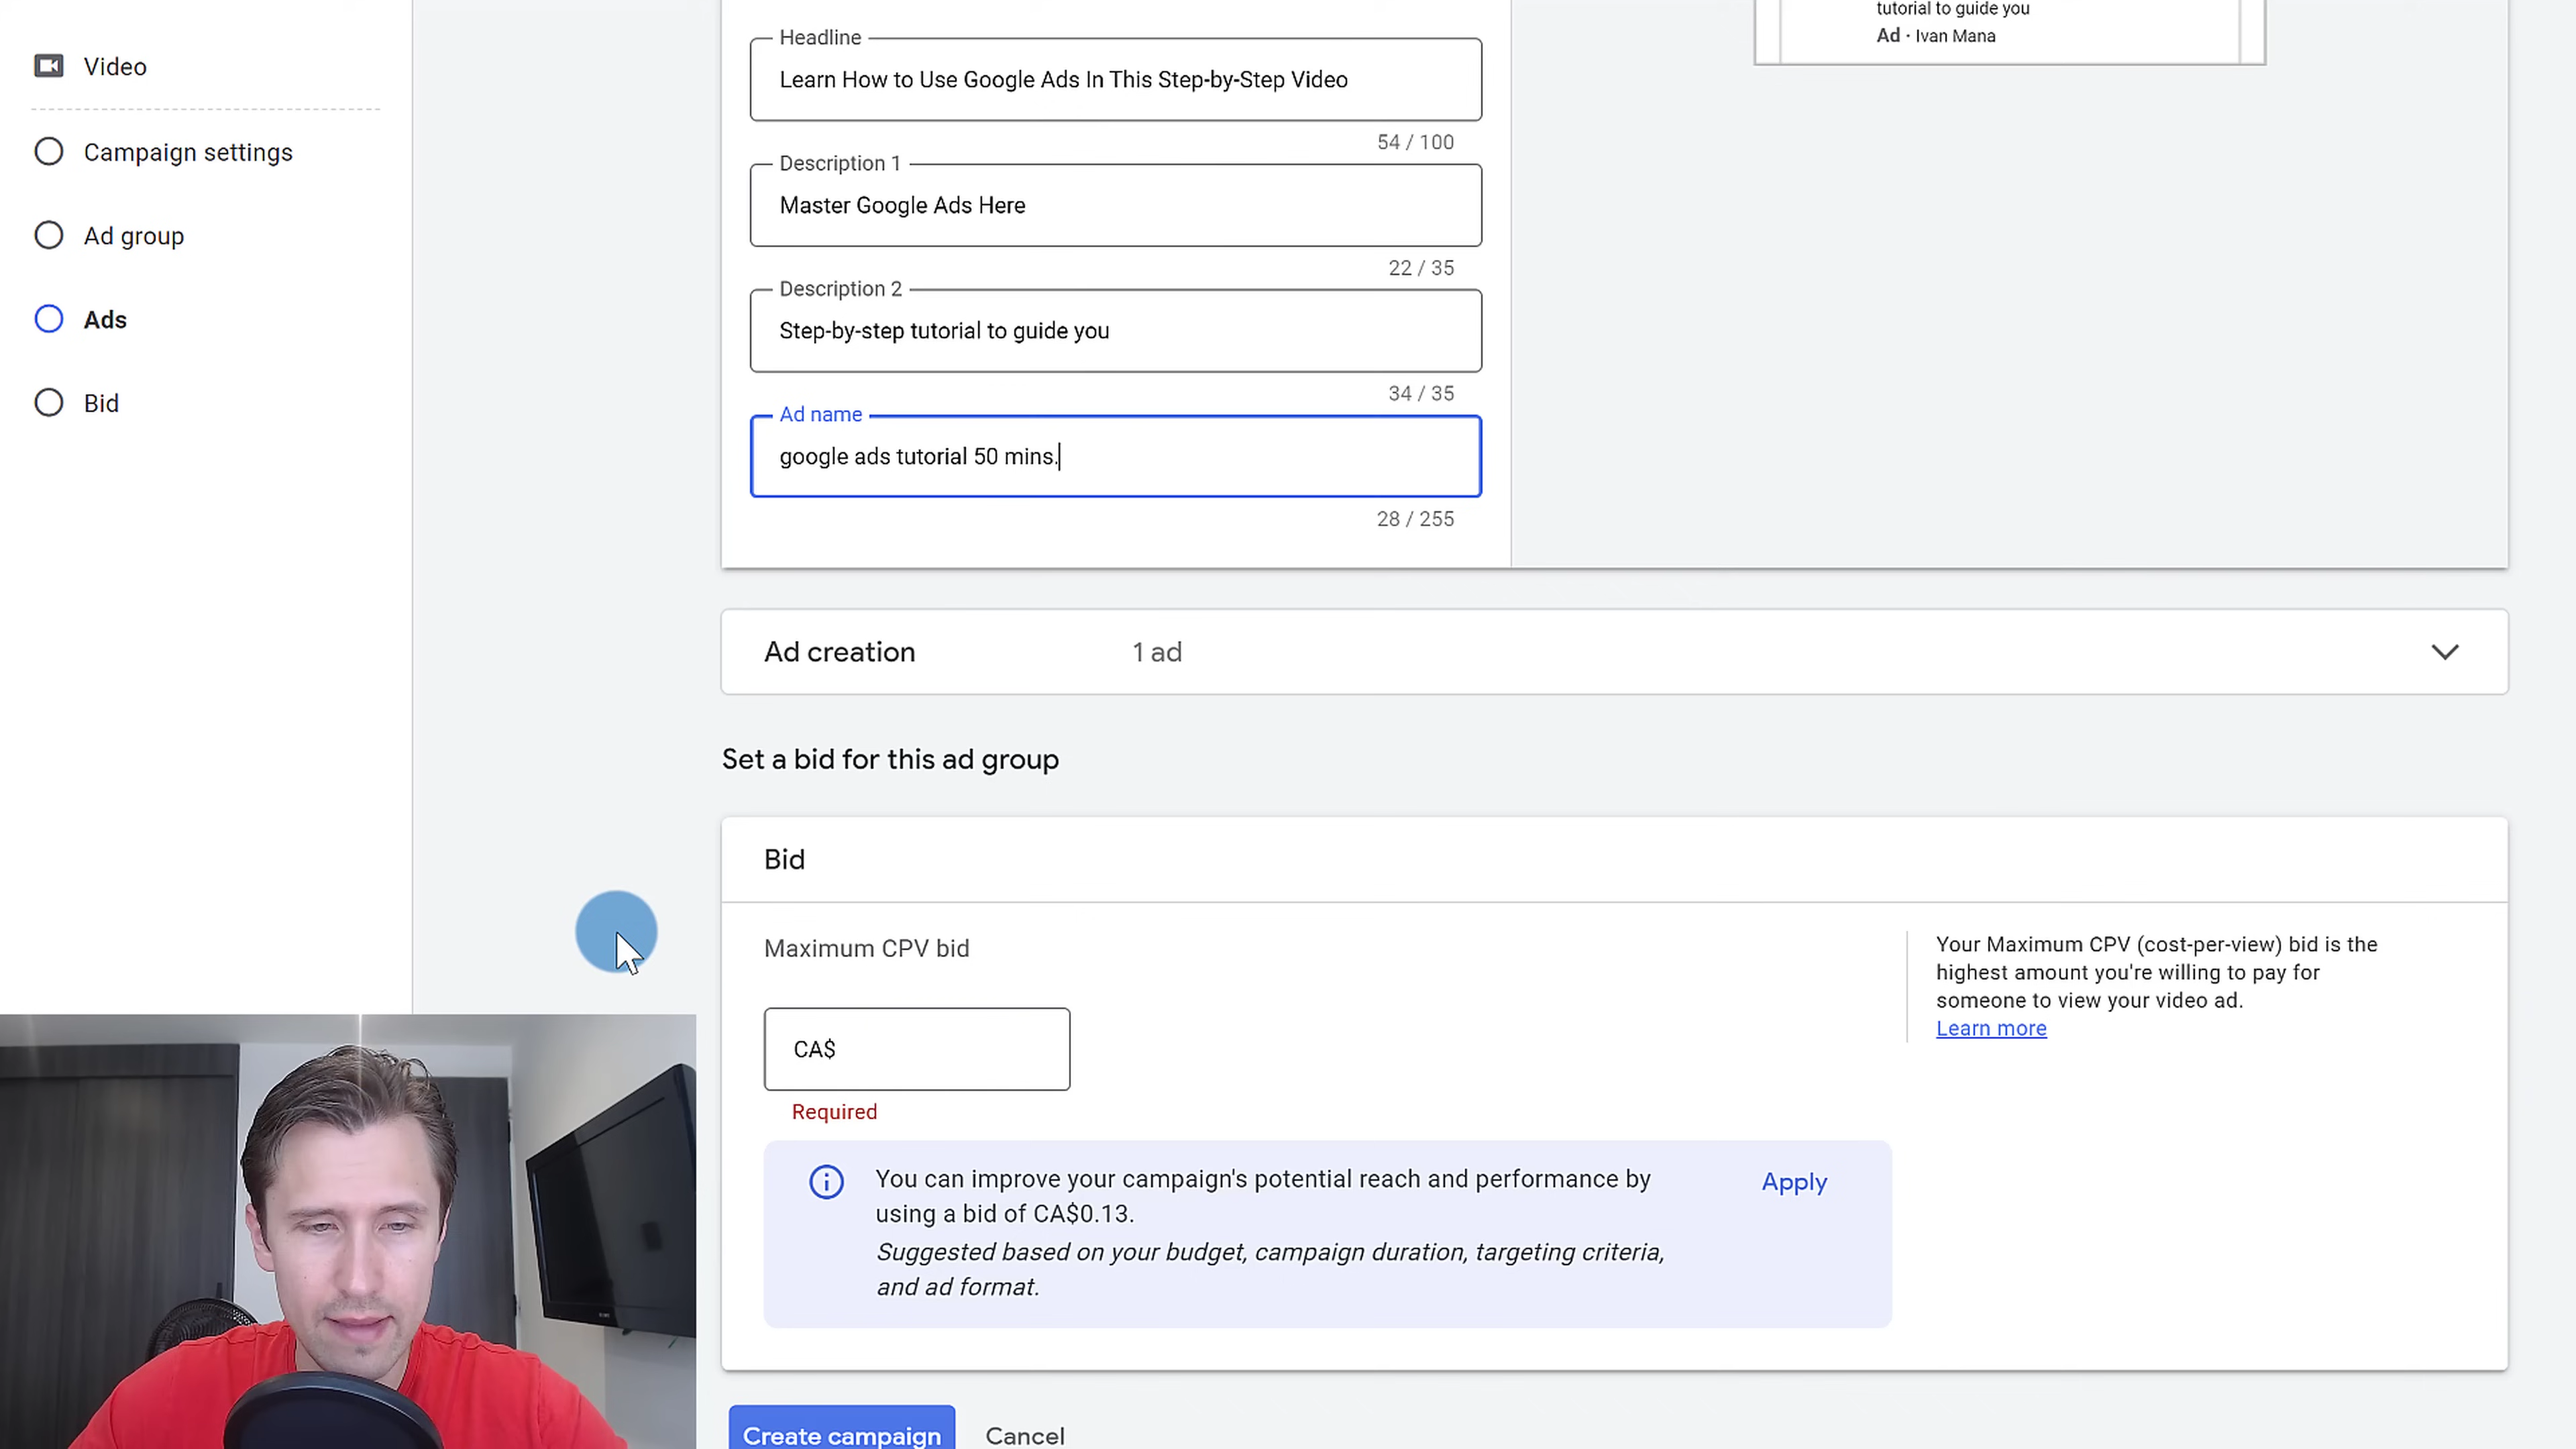 Video
Campaign settings
Ad group
Ads
Bid
Headline
Learn How to Use Google Ads In This Step-by-Step Video
54 / 100
Description 1
Master Google Ads Here
22 / 35
Description 2
Step-by-step tutorial to guide you
34 / 35
Ad name
google ads tutorial 50 mins.
28 / 255
tutorial to guide you
Ad · Ivan Mana
Ad creation
1 ad
Set a bid for this ad group
Bid
Maximum CPV bid
CA$
Required
You can improve your campaign's potential reach and performance by
using a bid of CA$0.13.
Suggested based on your budget, campaign duration, targeting criteria,
and ad format.
Apply
Your Maximum CPV (cost-per-view) bid is the
highest amount you're willing to pay for
someone to view your video ad.
Learn more
Create campaign
Cancel